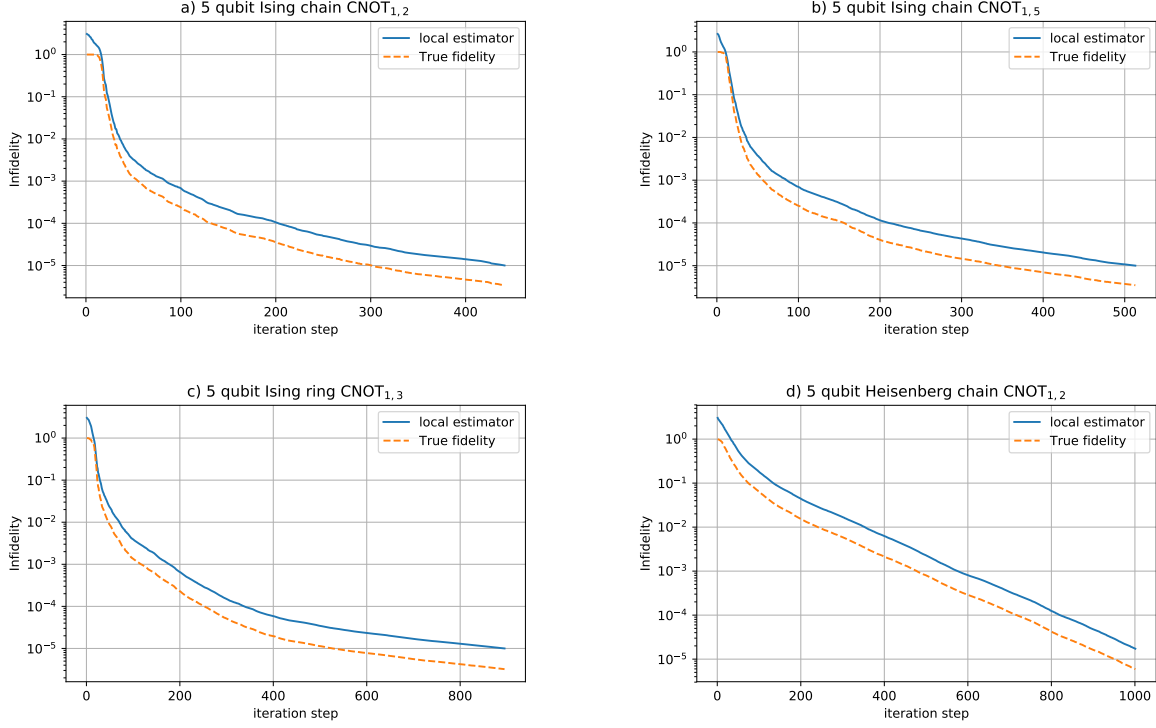 a) 5 qubit Ising chain CNOT1, 2
local estimator
True fidelity
10^0
10^-1
10^-2
10^-3
10^-4
10^-5
Infidelity
0 100 200 300 400
iteration step
b) 5 qubit Ising chain CNOT1, 5
local estimator
True fidelity
10^0
10^-1
10^-2
10^-3
10^-4
10^-5
Infidelity
0 100 200 300 400 500
iteration step
c) 5 qubit Ising ring CNOT1, 3
local estimator
True fidelity
10^0
10^-1
10^-2
10^-3
10^-4
10^-5
Infidelity
0 200 400 600 800
iteration step
d) 5 qubit Heisenberg chain CNOT1, 2
local estimator
True fidelity
10^0
10^-1
10^-2
10^-3
10^-4
10^-5
Infidelity
0 200 400 600 800 1000
iteration step